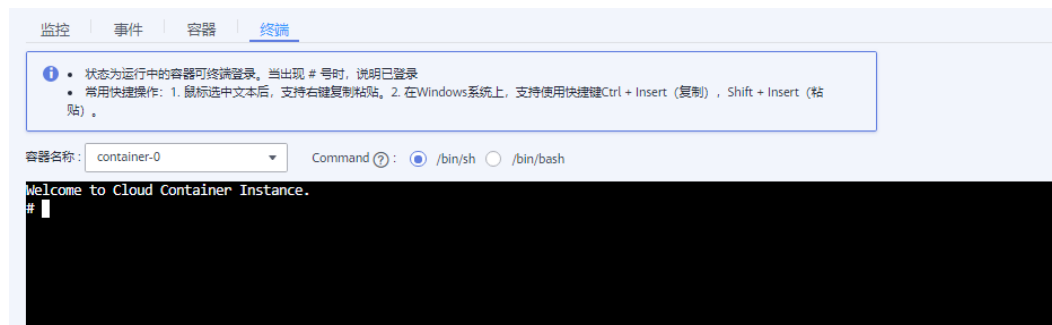 监控 事件 容器 终端
• 状态为运行中的容器可终端登录。当出现 # 号时，说明已登录
• 常用快捷操作：1. 鼠标选中文本后，支持右键复制粘贴。2. 在Windows系统上，支持使用快捷键Ctrl + Insert（复制）, Shift + Insert（粘
贴）。
容器名称： container-0 Command ? : /bin/sh /bin/bash
Welcome to Cloud Container Instance.
#